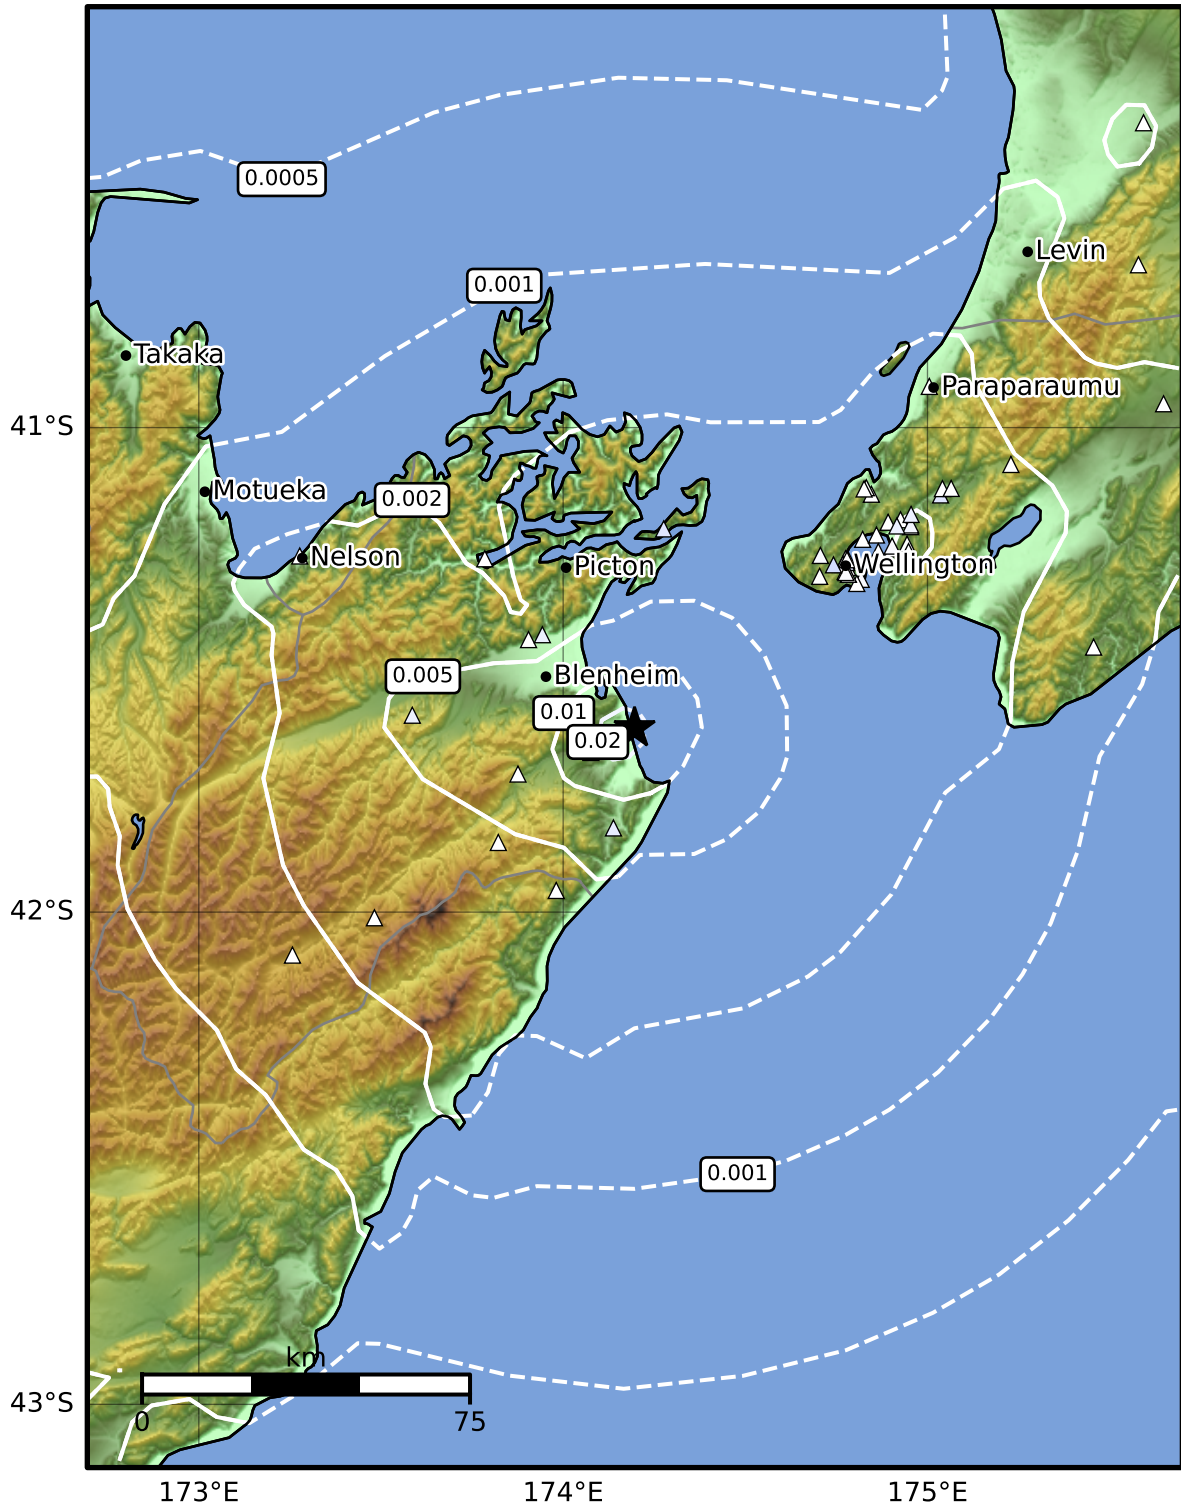 0.0005
Levin
0.001
Takaka
Paraparaumu
41°S
Motueka
0.002
Nelson
Picton
Wellington
0.005
Blenheim
0.01
0.02
42°S
0.001
km
43°S
0
75
173°E
174°E
175°E